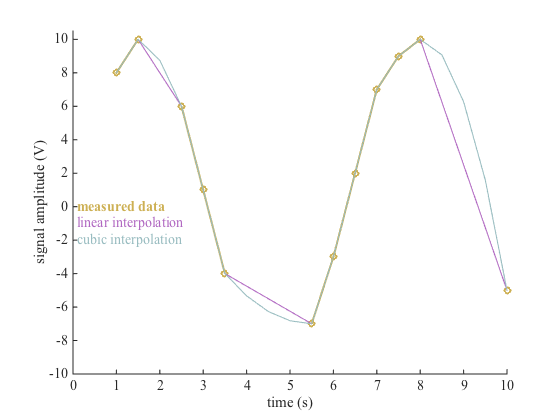 10
8
6
4
2
0
-2
-4
-6
-8
-10
signal amplitude (V)
measured data
linear interpolation
cubic interpolation
0 1 2 3 4 5 6 7 8 9 10
time (s)